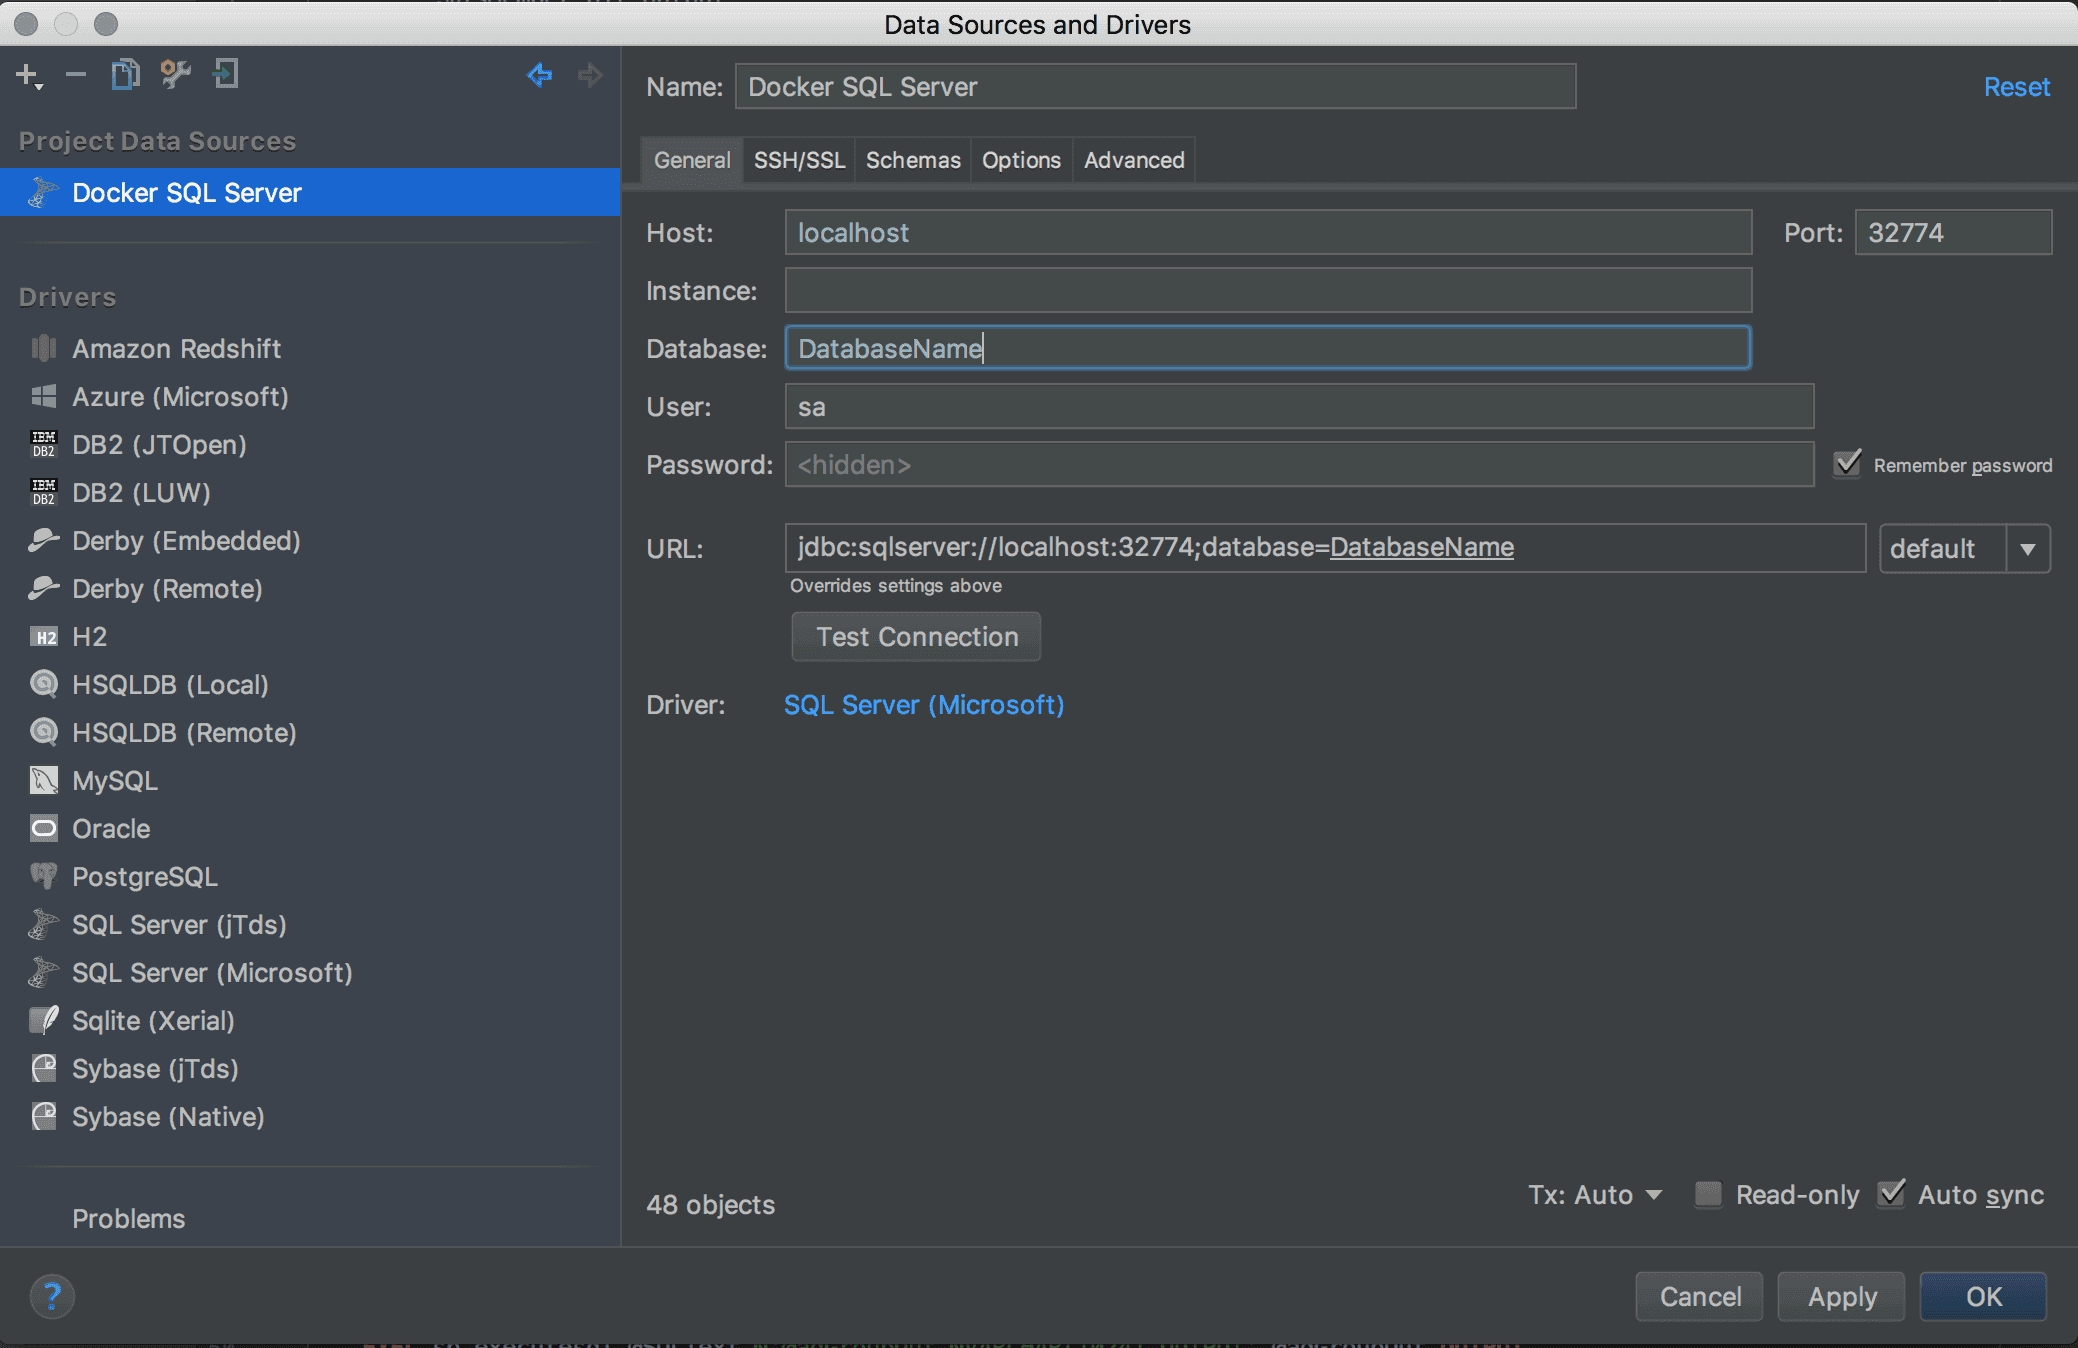 Data Sources and Drivers
Project Data Sources
Docker SQL Server
Drivers
Amazon Redshift
Azure (Microsoft)
IBM DB2 DB2 (JTOpen)
IBM DB2 DB2 (LUW)
Derby (Embedded)
Derby (Remote)
H2 H2
HSQLDB (Local)
HSQLDB (Remote)
MySQL
Oracle
PostgreSQL
SQL Server (jTds)
SQL Server (Microsoft)
Sqlite (Xerial)
Sybase (jTds)
Sybase (Native)
Problems
Name: Docker SQL Server
Reset
General SSH/SSL Schemas Options Advanced
Host: localhost Port: 32774
Instance:
Database: DatabaseName
User: sa
Password: <hidden> Remember password
URL: jdbc:sqlserver://localhost:32774;database=DatabaseName default
Overrides settings above
Test Connection
Driver: SQL Server (Microsoft)
48 objects
Tx: Auto Read-only Auto sync
? Cancel Apply OK